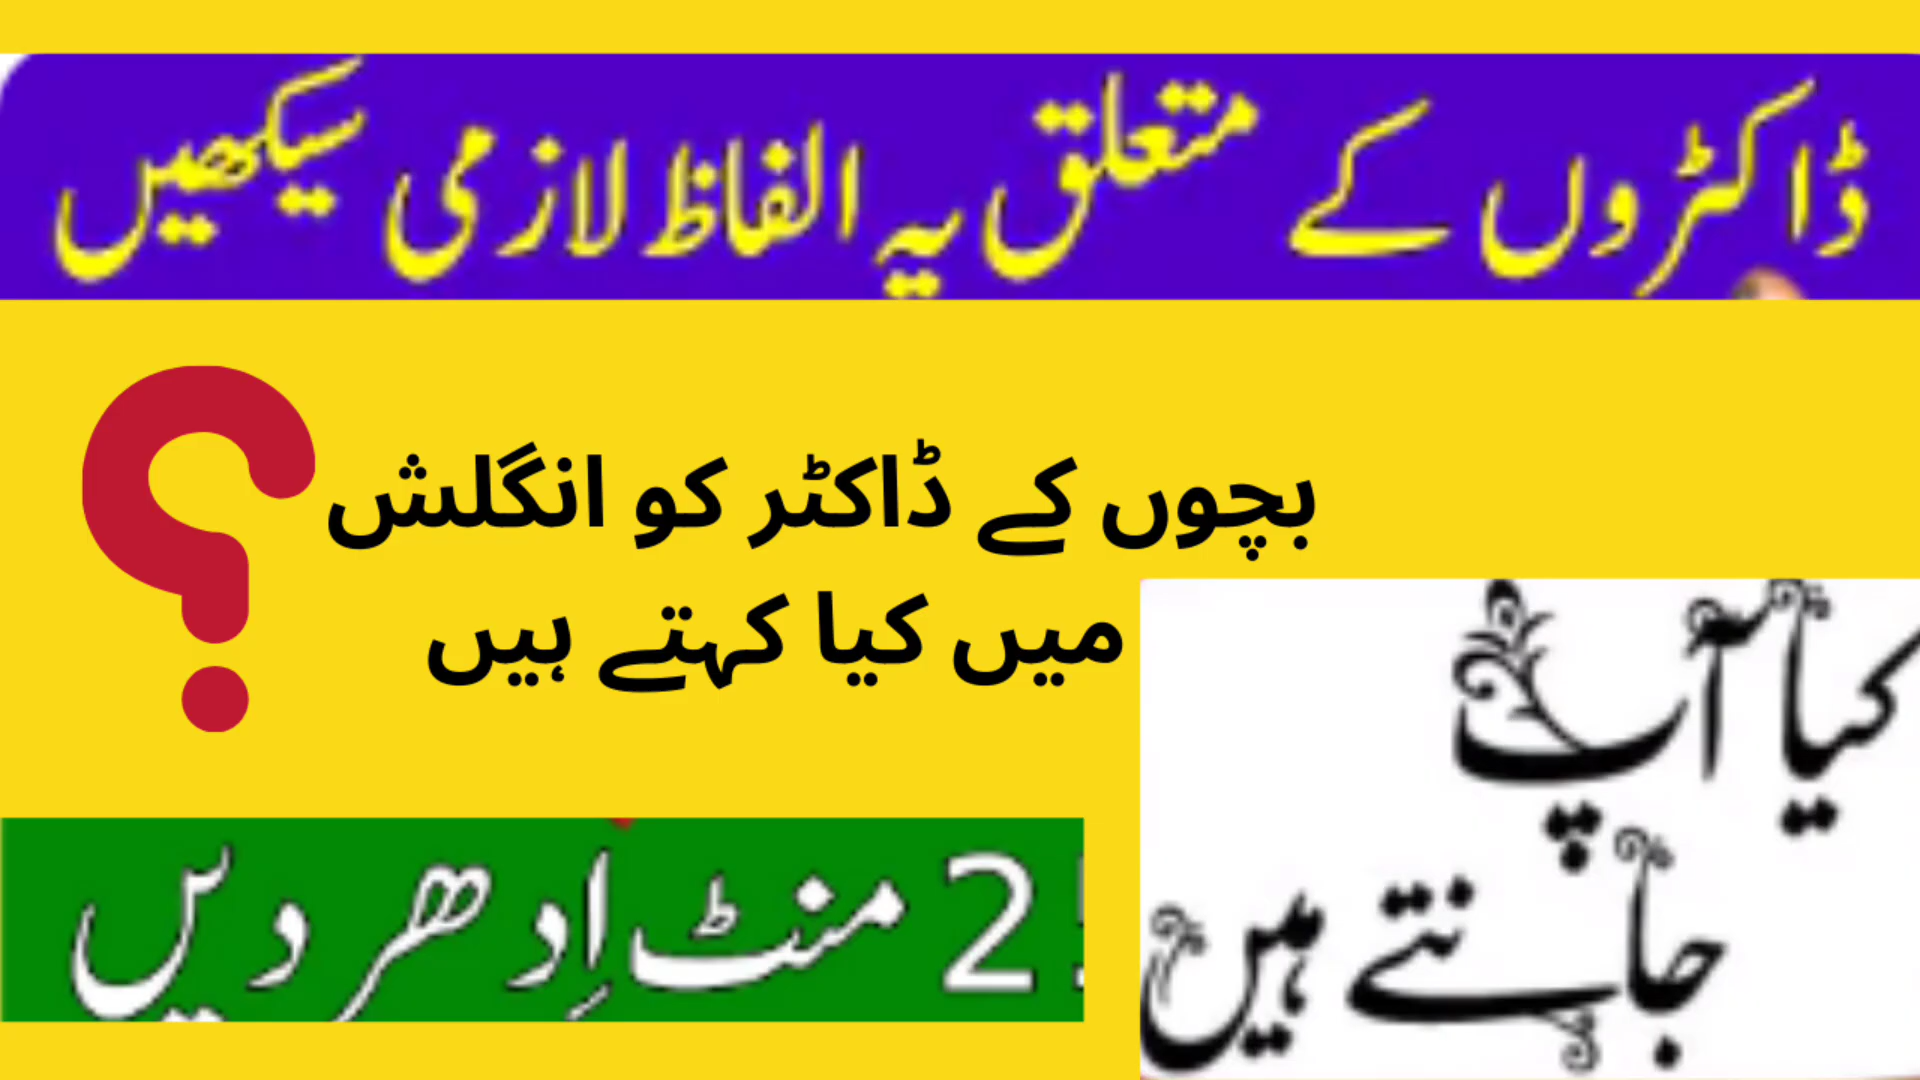 ڈاکٹروں کے متعلق یہ الفاظ لازمی سیکھیں
بچوں کے ڈاکٹر کو انگلش
میں کیا کہتے ہیں
؟
کیا آپ
جانتے ہیں
2 منٹ اِدھر دیں